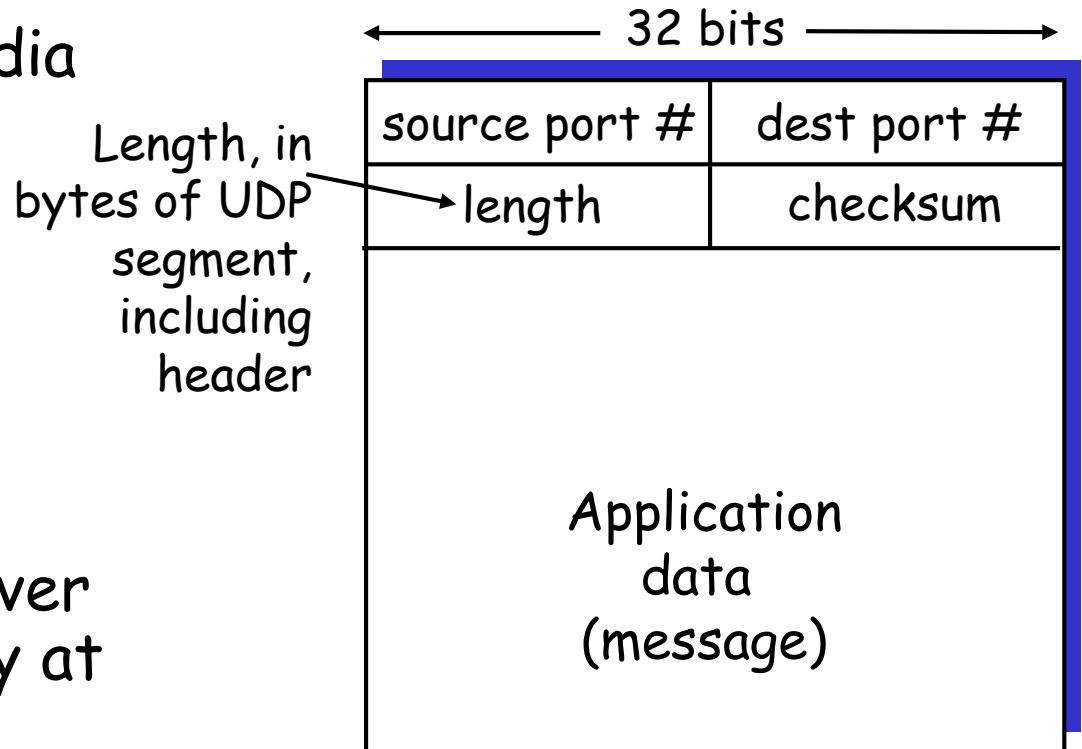 dia
32 bits
Length, in
bytes of UDP
segment,
including
header
source port #
dest port #
length
checksum
Application
data
(message)
ver
y at